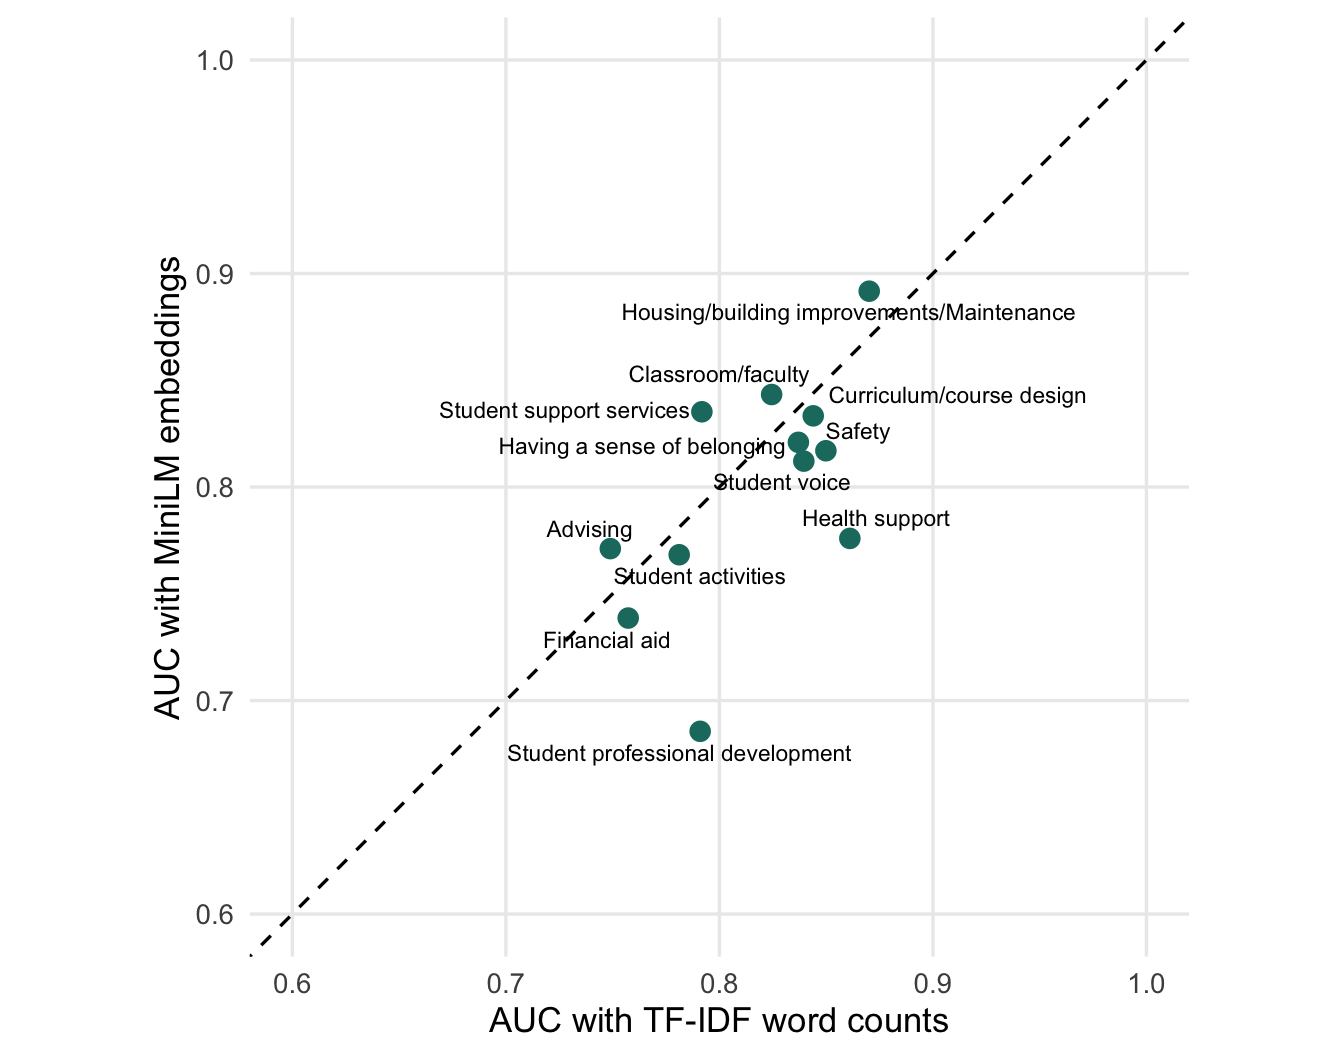 1.0
0.9
0.8
0.7
0.6
AUC with MiniLM embeddings
Housing/building improvements/Maintenance
Classroom/faculty
Curriculum/course design
Student support services
Safety
Having a sense of belonging
Student voice
Health support
Advising
Student activities
Financial aid
Student professional development
0.6 0.7 0.8 0.9 1.0
AUC with TF-IDF word counts